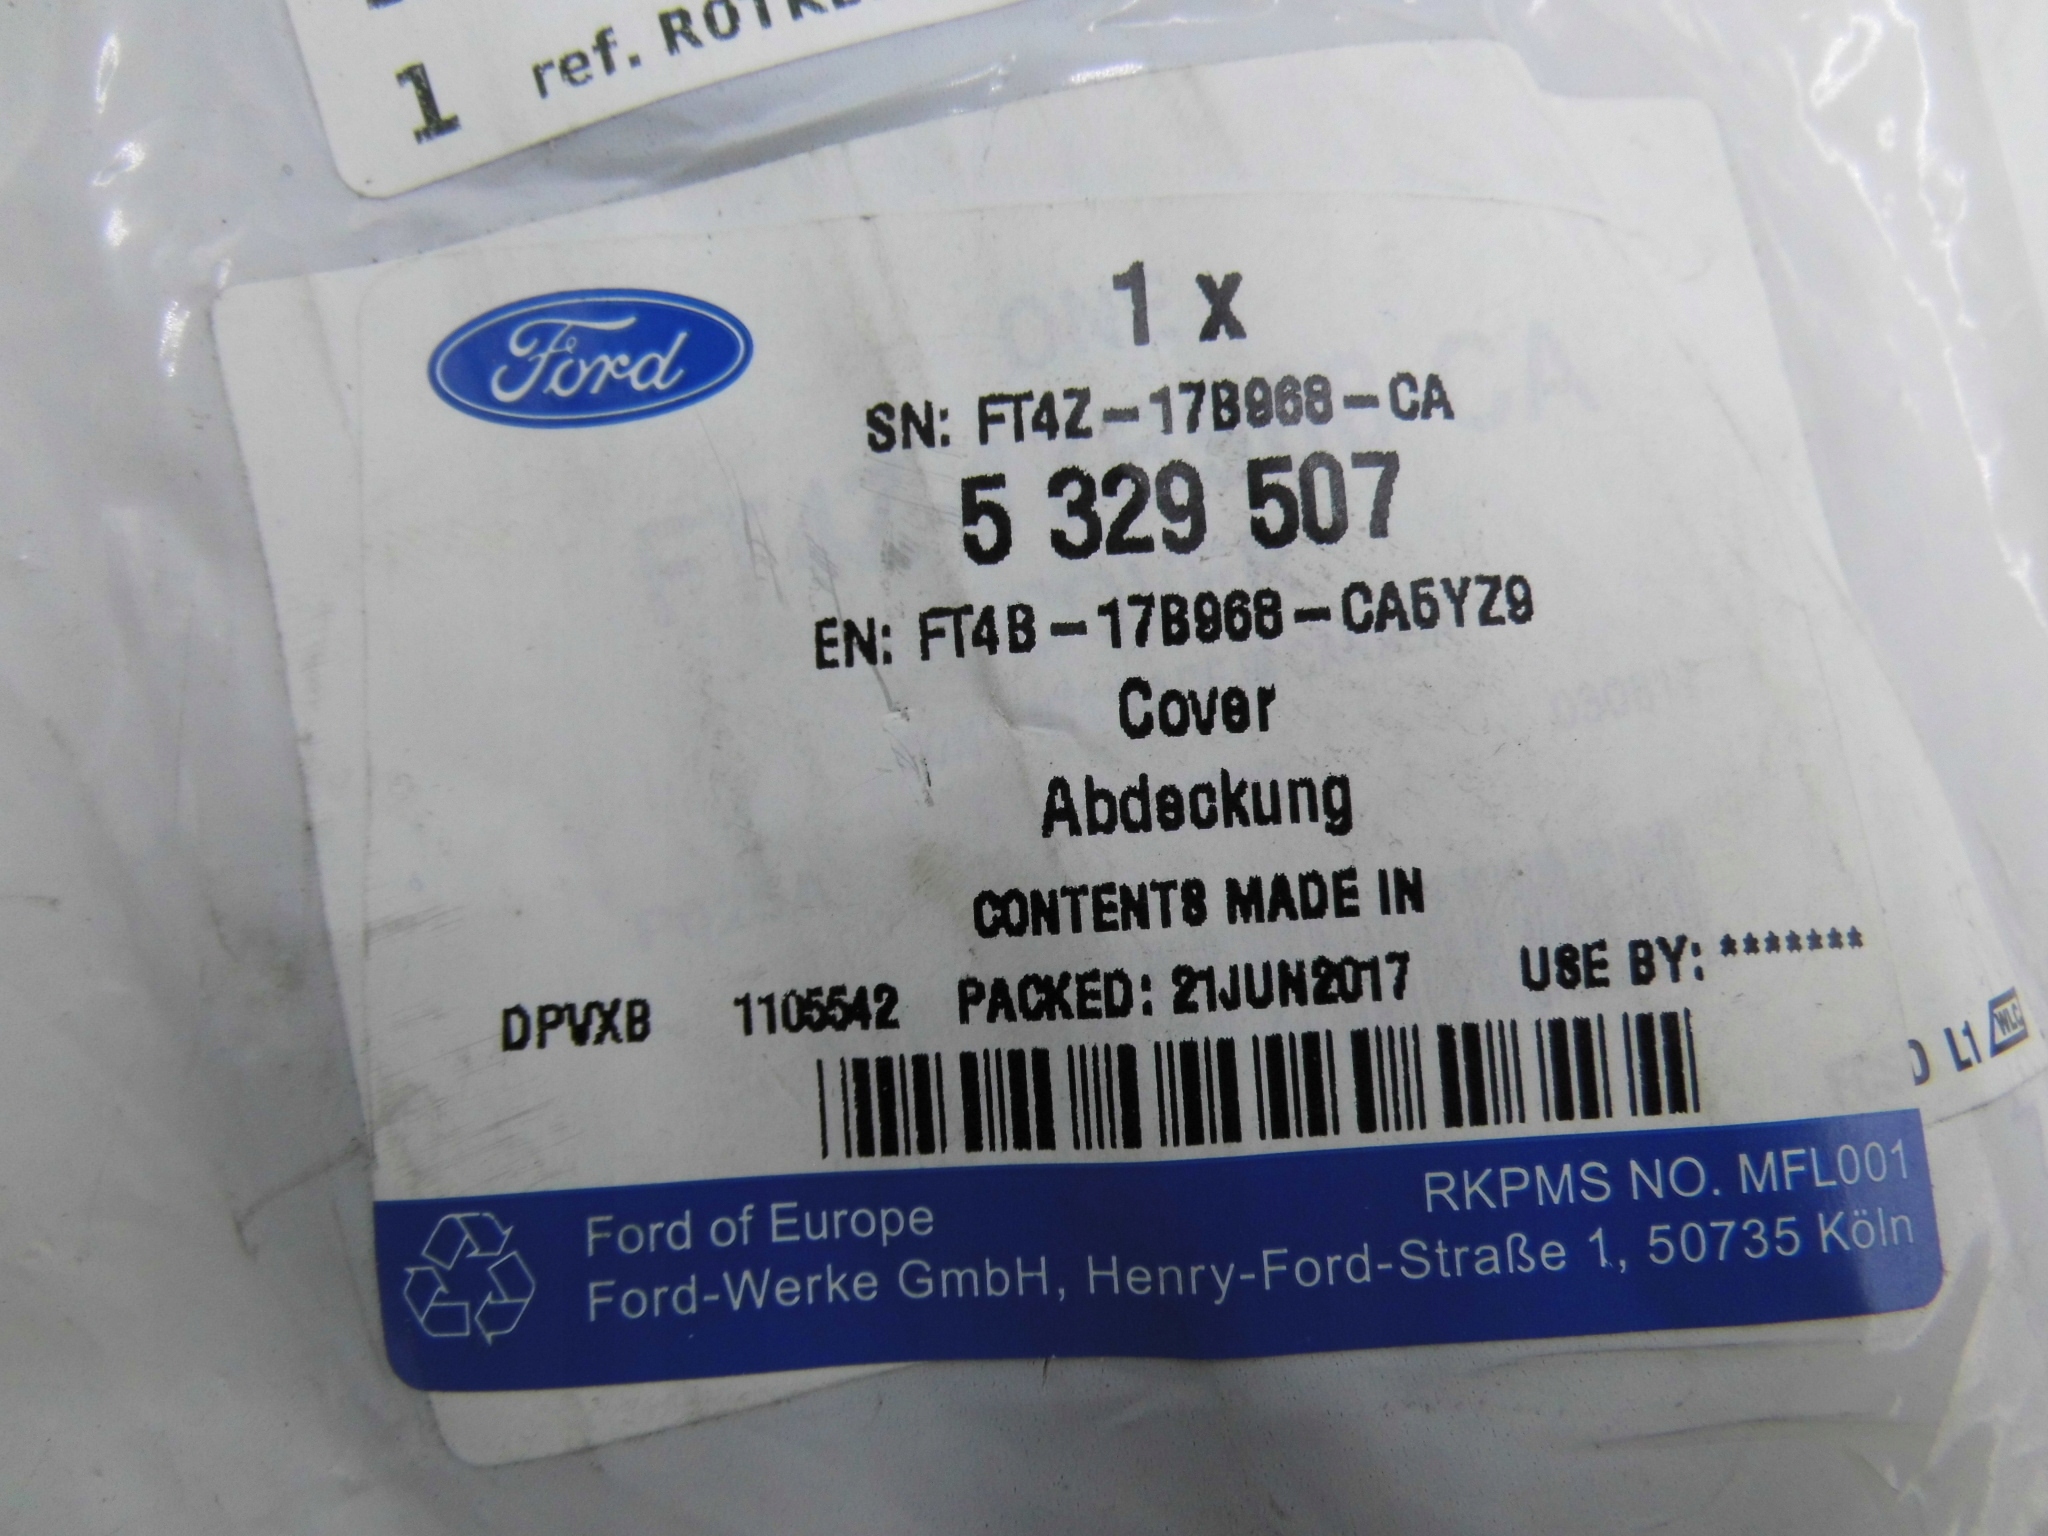 1 ref.
Ford
1 x
SN: FT4Z-17B968-CA
5 329 507
EN: FT4B-17B968-CA5YZ9
Cover
Abdeckung
CONTENTS MADE IN
DPVXB 1105542 PACKED: 21JUN2017 USE BY: *******
L1 WLC
RKPMS NO. MFL001
Ford of Europe
Ford-Werke GmbH, Henry-Ford-Straße 1, 50735 Köln